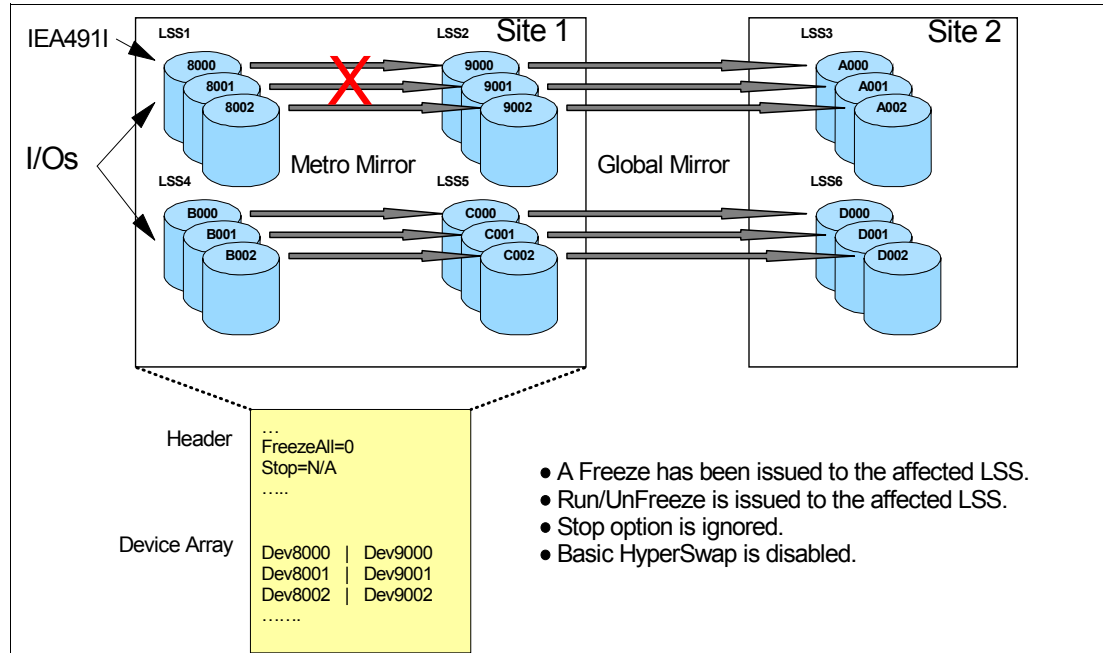 IEA491I
LSS1
LSS2
Site 1
LSS3
Site 2
8000
8001
8002
9000
9001
9002
A000
A001
A002
I/Os
Metro Mirror
Global Mirror
LSS4
LSS5
LSS6
B000
B001
B002
C000
C001
C002
D000
D001
D002
Header
...
FreezeAll=0
Stop=N/A
.....
Device Array
Dev8000 | Dev9000
Dev8001 | Dev9001
Dev8002 | Dev9002
.......
● A Freeze has been issued to the affected LSS.
● Run/UnFreeze is issued to the affected LSS.
● Stop option is ignored.
● Basic HyperSwap is disabled.